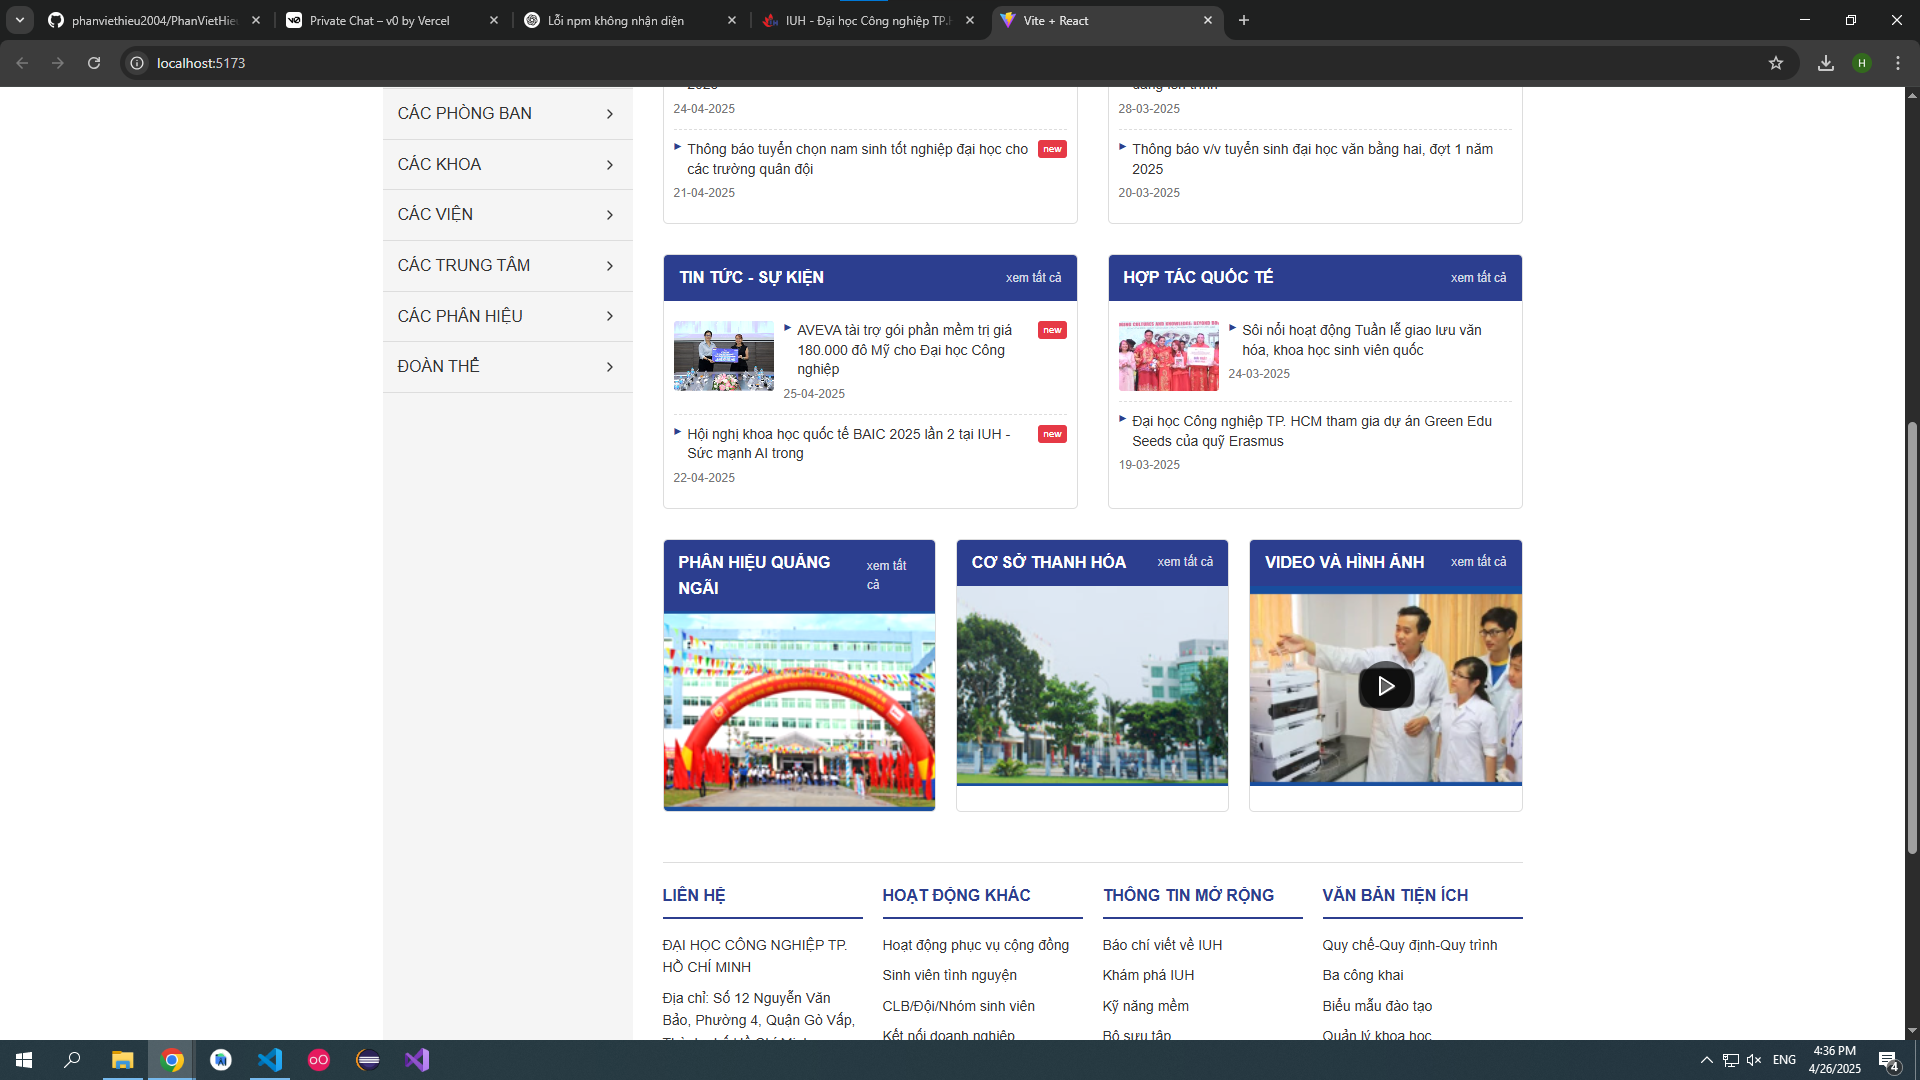 phanviethieu2004/PhanVietHieu
Private Chat – v0 by Vercel
Lỗi npm không nhận diện
IUH - Đại học Công nghiệp TP.H
Vite + React
localhost:5173
H
24-04-2025
28-03-2025
CÁC PHÒNG BAN
CÁC KHOA
CÁC VIỆN
CÁC TRUNG TÂM
CÁC PHÂN HIỆU
ĐOÀN THỂ
Thông báo tuyển chọn nam sinh tốt nghiệp đại học cho
các trường quân đội
new
21-04-2025
Thông báo v/v tuyển sinh đại học văn bằng hai, đợt 1 năm
2025
20-03-2025
TIN TỨC - SỰ KIỆN
xem tất cả
AVEVA tài trợ gói phần mềm trị giá
180.000 đô Mỹ cho Đại học Công
nghiệp
new
25-04-2025
Hội nghị khoa học quốc tế BAIC 2025 lần 2 tại IUH -
Sức mạnh AI trong
new
22-04-2025
HỢP TÁC QUỐC TẾ
xem tất cả
Sôi nổi hoạt động Tuần lễ giao lưu văn
hóa, khoa học sinh viên quốc
24-03-2025
Đại học Công nghiệp TP. HCM tham gia dự án Green Edu
Seeds của quỹ Erasmus
19-03-2025
PHÂN HIỆU QUẢNG
NGÃI
xem tất
cả
CƠ SỞ THANH HÓA
xem tất cả
VIDEO VÀ HÌNH ẢNH
xem tất cả
LIÊN HỆ
ĐẠI HỌC CÔNG NGHIỆP TP.
HỒ CHÍ MINH
Địa chỉ: Số 12 Nguyễn Văn
Bảo, Phường 4, Quận Gò Vấp,
HOẠT ĐỘNG KHÁC
Hoạt động phục vụ cộng đồng
Sinh viên tình nguyện
CLB/Đội/Nhóm sinh viên
Kết nối doanh nghiệp
THÔNG TIN MỞ RỘNG
Báo chí viết về IUH
Khám phá IUH
Kỹ năng mềm
Bộ sưu tập
VĂN BẢN TIỆN ÍCH
Quy chế-Quy định-Quy trình
Ba công khai
Biểu mẫu đào tạo
Quản lý khoa học
ENG
4:36 PM
4/26/2025
4